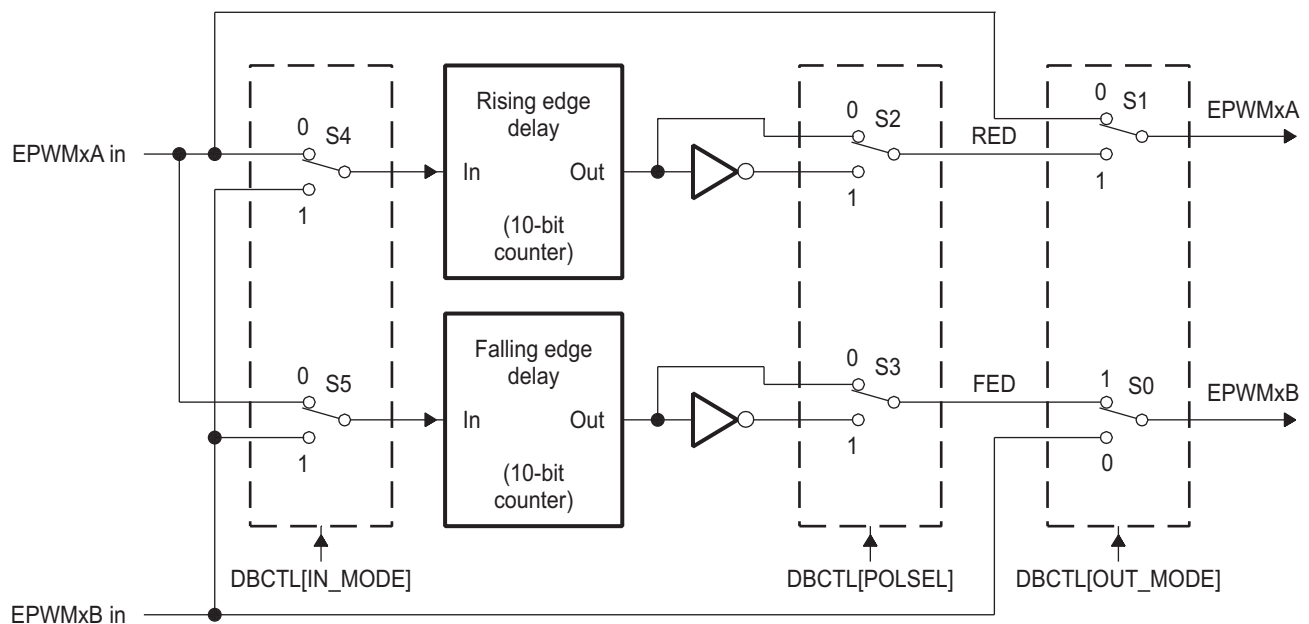 EPWMxA in
0
S4
1
Rising edge
delay
In
Out
(10-bit
counter)
0
S2
1
RED
0
S1
1
EPWMxA
0
S5
1
Falling edge
delay
In
Out
(10-bit
counter)
0
S3
1
FED
1
S0
0
EPWMxB
DBCTL[IN_MODE]
DBCTL[POLSEL]
DBCTL[OUT_MODE]
EPWMxB in